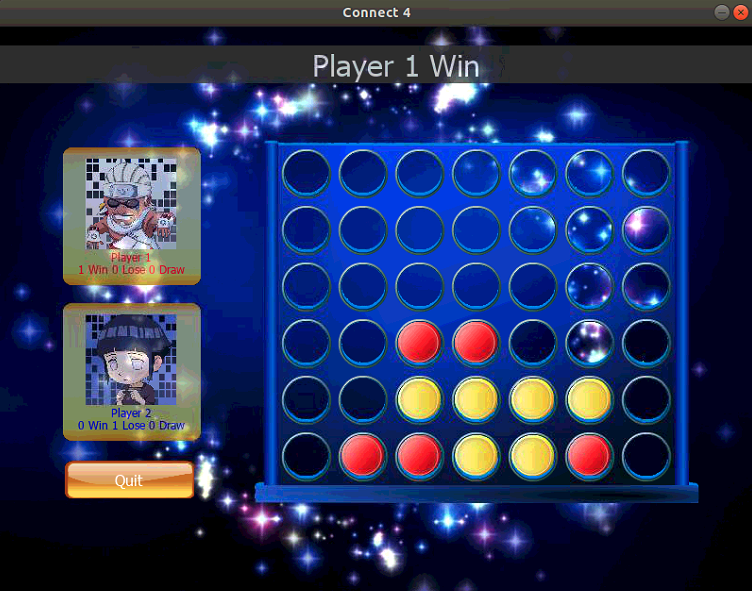 Connect 4
Player 1 Win
Player 1
1 Win 0 Lose 0 Draw
Player 2
0 Win 1 Lose 0 Draw
Quit